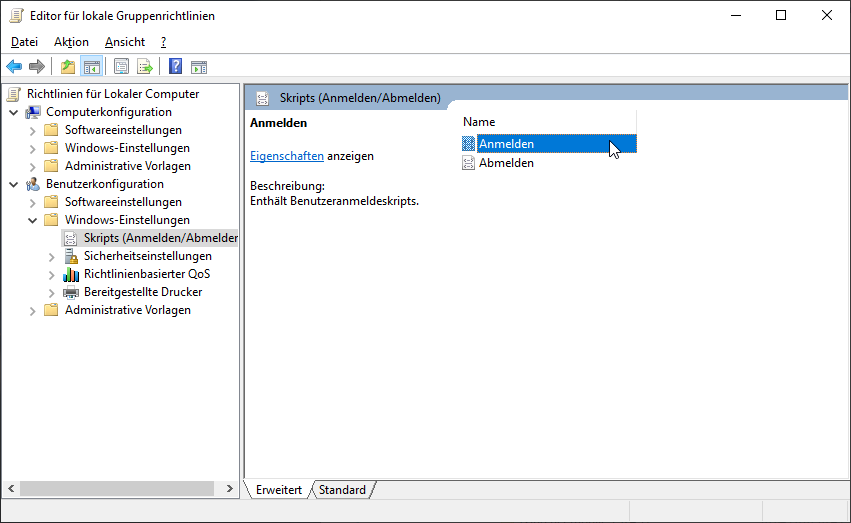 Editor für lokale Gruppenrichtlinien
Datei Aktion Ansicht ?
Richtlinien für Lokaler Computer
Computerkonfiguration
Softwareeinstellungen
Windows-Einstellungen
Administrative Vorlagen
Benutzerkonfiguration
Softwareeinstellungen
Windows-Einstellungen
Skripts (Anmelden/Abmelder
Sicherheitseinstellungen
Richtlinienbasierter QoS
Bereitgestellte Drucker
Administrative Vorlagen
Skripts (Anmelden/Abmelden)
Anmelden
Eigenschaften anzeigen
Beschreibung:
Enthält Benutzeranmeldeskripts.
Name
Anmelden
Abmelden
Erweitert Standard